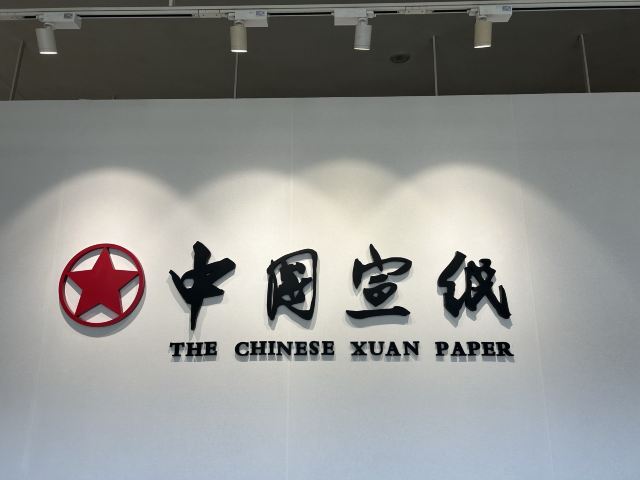 中国宣纸
THE CHINESE XUAN PAPER